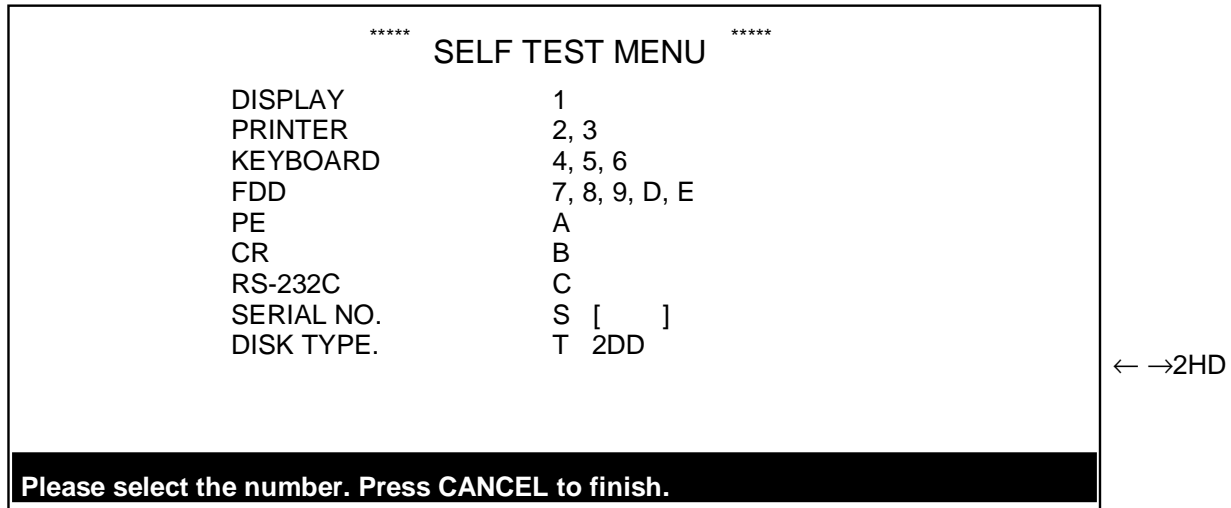 ***** SELF TEST MENU *****
DISPLAY 1
PRINTER 2, 3
KEYBOARD 4, 5, 6
FDD 7, 8, 9, D, E
PE A
CR B
RS-232C C
SERIAL NO. S [ ]
DISK TYPE. T 2DD
← →2HD
Please select the number. Press CANCEL to finish.